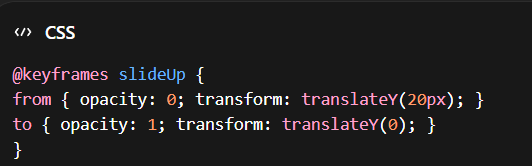 </> CSS
@keyframes slideUp {
from { opacity: 0; transform: translateY(20px); }
to { opacity: 1; transform: translateY(0); }
}